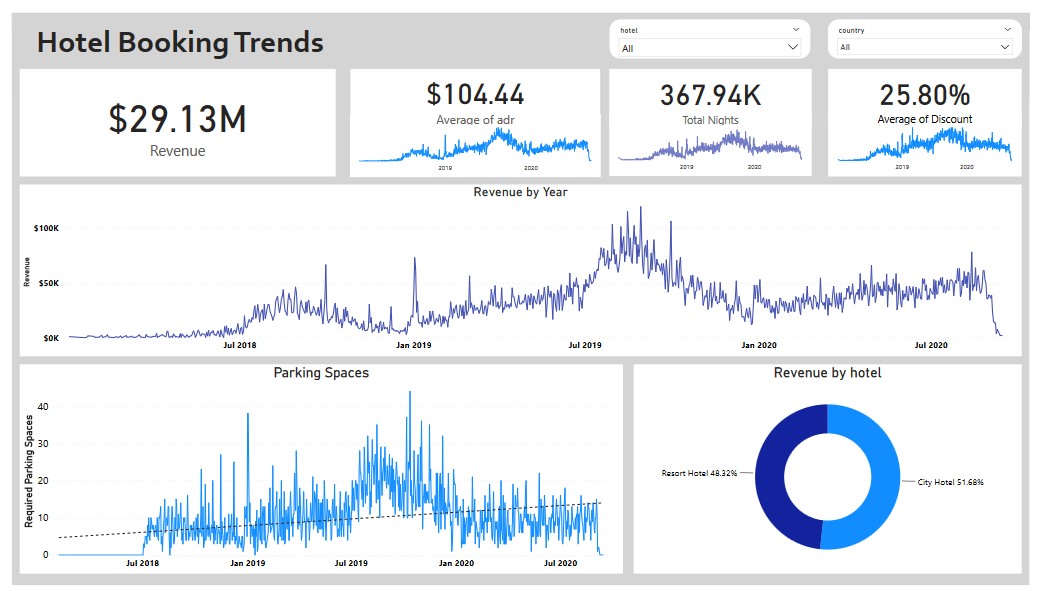 Hotel Booking Trends
hotel
All
country
All
$29.13M
Revenue
$104.44
Average of adr
2019 2020
367.94K
Total Nights
2019 2020
25.80%
Average of Discount
2019 2020
Revenue by Year
Revenue
$100K
$50K
$0K
Jul 2018 Jan 2019 Jul 2019 Jan 2020 Jul 2020
Parking Spaces
Required Parking Spaces
40
30
20
10
0
Jul 2018 Jan 2019 Jul 2019 Jan 2020 Jul 2020
Revenue by hotel
Resort Hotel 48.32%
City Hotel 51.68%